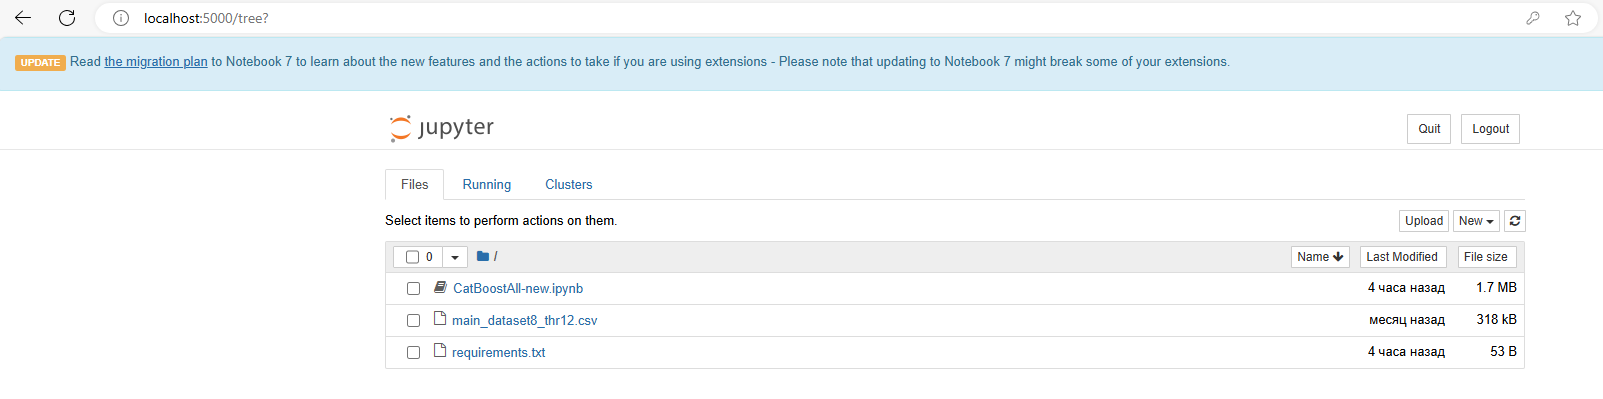 localhost:5000/tree?
UPDATE Read the migration plan to Notebook 7 to learn about the new features and the actions to take if you are using extensions - Please note that updating to Notebook 7 might break some of your extensions.
jupyter
Quit Logout
Files Running Clusters
Select items to perform actions on them.
Upload New
0 / Name Last Modified File size
CatBoostAll-new.ipynb 4 часа назад 1.7 MB
main_dataset8_thr12.csv месяц назад 318 kB
requirements.txt 4 часа назад 53 B